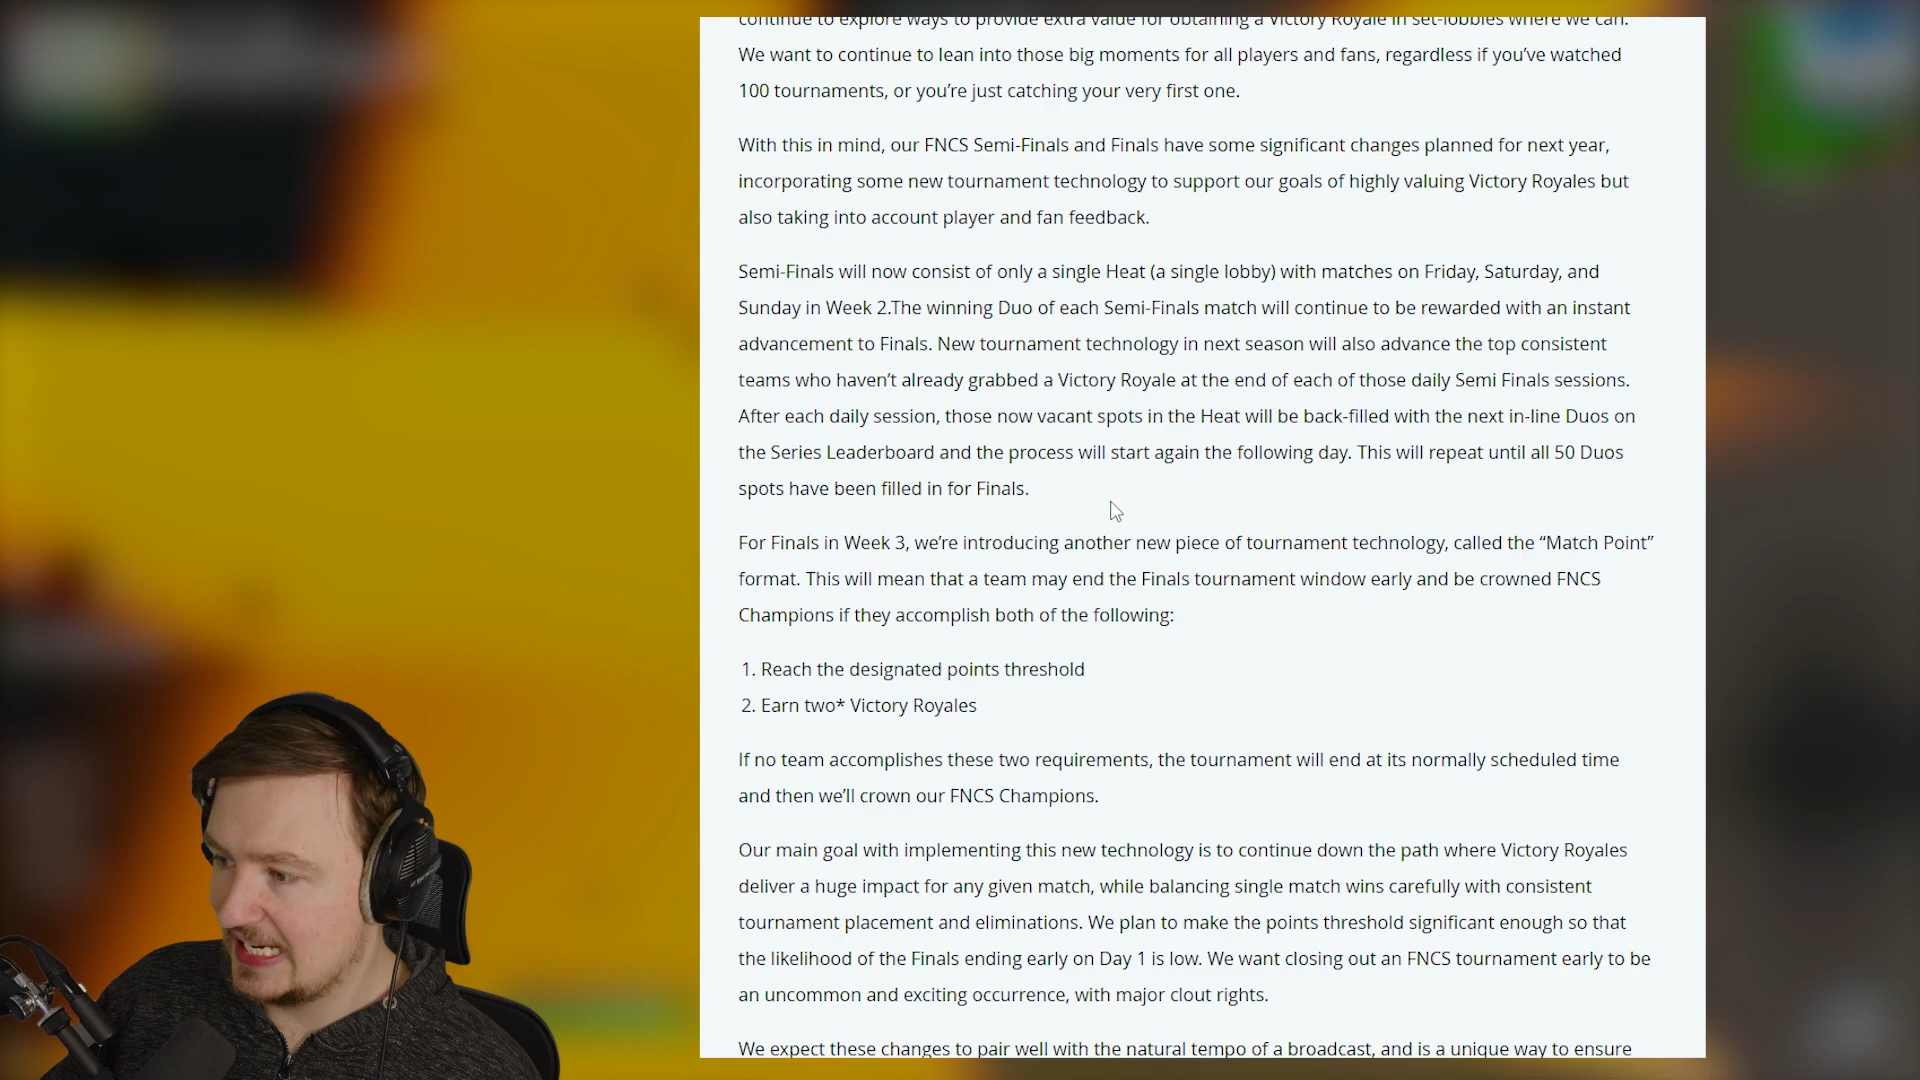 continue to explore ways to provide extra value for obtaining a Victory Royale in set-lobbies where we can.
We want to continue to lean into those big moments for all players and fans, regardless if you’ve watched
100 tournaments, or you’re just catching your very first one.
With this in mind, our FNCS Semi-Finals and Finals have some significant changes planned for next year,
incorporating some new tournament technology to support our goals of highly valuing Victory Royales but
also taking into account player and fan feedback.
Semi-Finals will now consist of only a single Heat (a single lobby) with matches on Friday, Saturday, and
Sunday in Week 2.The winning Duo of each Semi-Finals match will continue to be rewarded with an instant
advancement to Finals. New tournament technology in next season will also advance the top consistent
teams who haven’t already grabbed a Victory Royale at the end of each of those daily Semi Finals sessions.
After each daily session, those now vacant spots in the Heat will be back-filled with the next in-line Duos on
the Series Leaderboard and the process will start again the following day. This will repeat until all 50 Duos
spots have been filled in for Finals.
For Finals in Week 3, we’re introducing another new piece of tournament technology, called the “Match Point”
format. This will mean that a team may end the Finals tournament window early and be crowned FNCS
Champions if they accomplish both of the following:
1. Reach the designated points threshold
2. Earn two* Victory Royales
If no team accomplishes these two requirements, the tournament will end at its normally scheduled time
and then we’ll crown our FNCS Champions.
Our main goal with implementing this new technology is to continue down the path where Victory Royales
deliver a huge impact for any given match, while balancing single match wins carefully with consistent
tournament placement and eliminations. We plan to make the points threshold significant enough so that
the likelihood of the Finals ending early on Day 1 is low. We want closing out an FNCS tournament early to be
an uncommon and exciting occurrence, with major clout rights.
We expect these changes to pair well with the natural tempo of a broadcast, and is a unique way to ensure